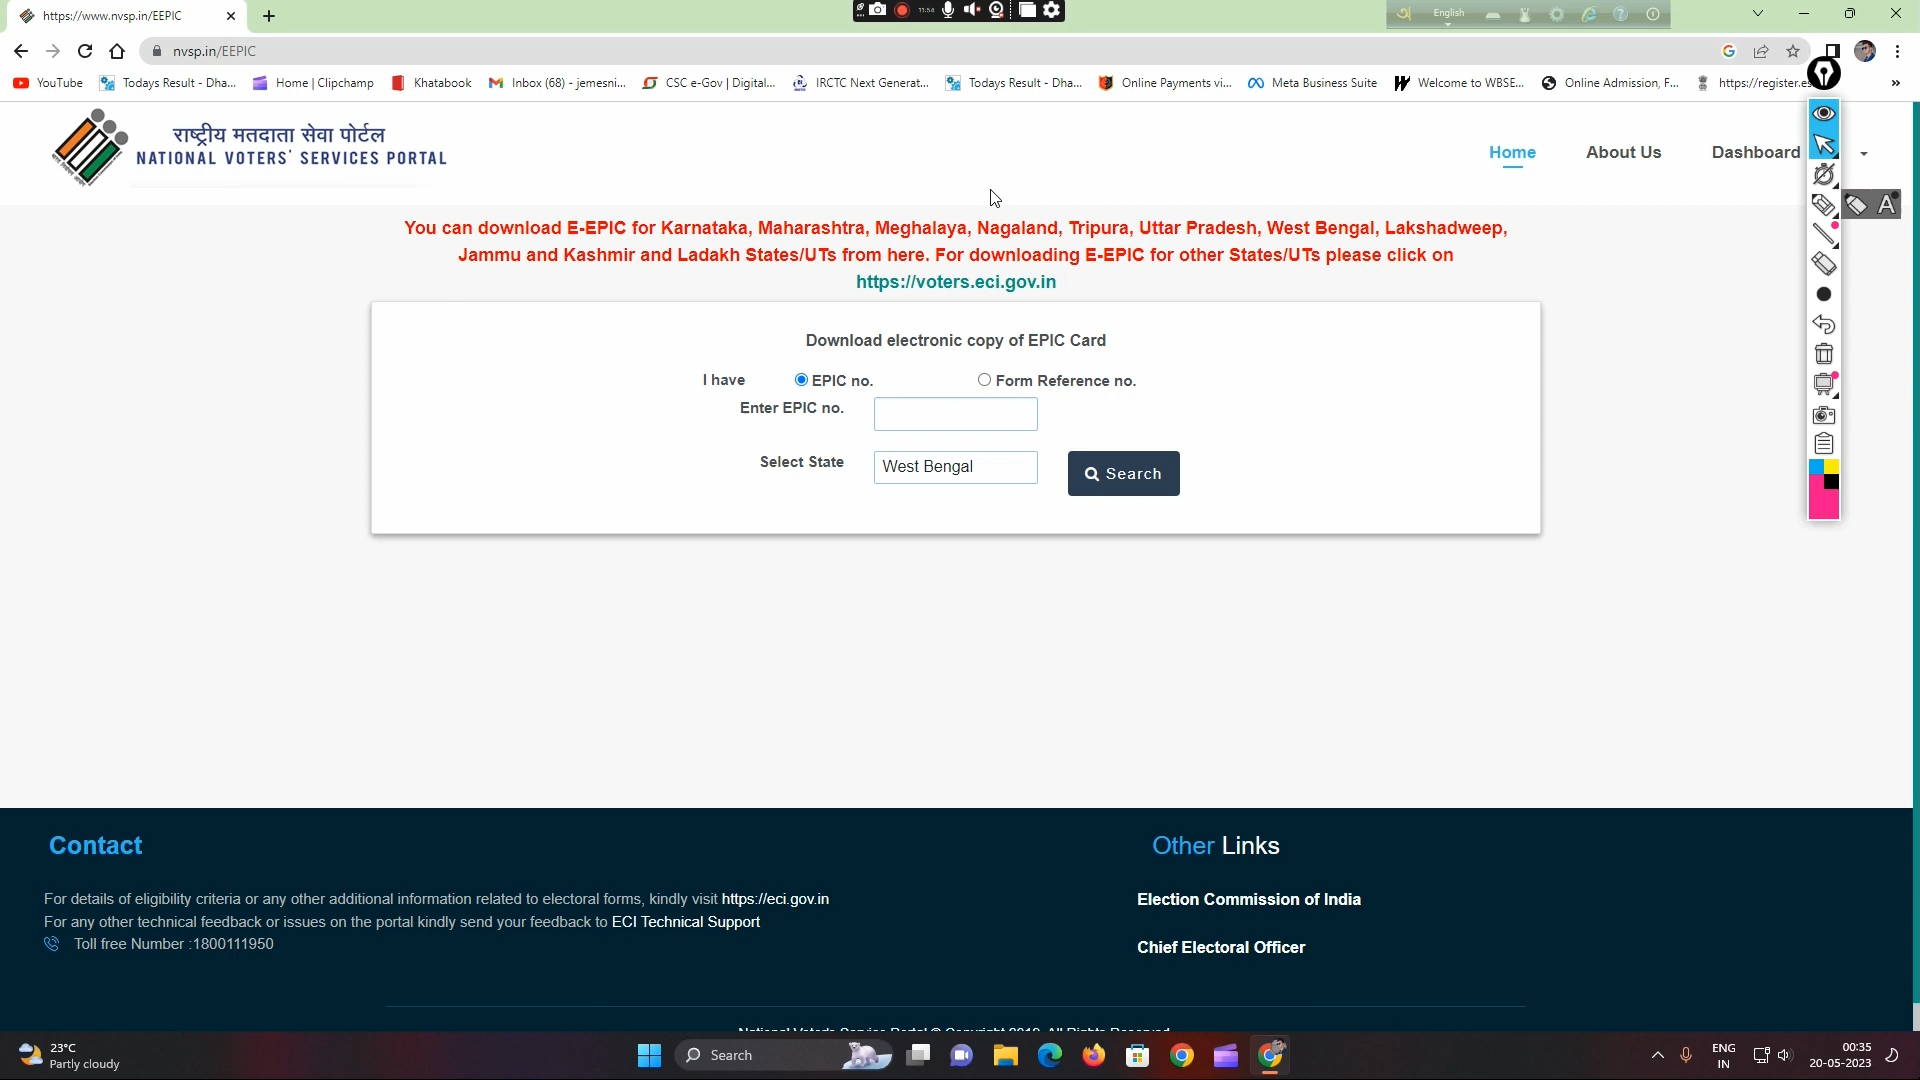 https://www.nvsp.in/EEPIC
11:54
English
nvsp.in/EEPIC
YouTube
Todays Result - Dha...
Home | Clipchamp
Khatabook
Inbox (68) - jemesni...
CSC e-Gov | Digital...
IRCTC Next Generat...
Todays Result - Dha...
Online Payments vi...
Meta Business Suite
Welcome to WBSE...
Online Admission, F...
https://register.es
»
राष्ट्रीय मतदाता सेवा पोर्टल
NATIONAL VOTERS' SERVICES PORTAL
Home
About Us
Dashboard
You can download E-EPIC for Karnataka, Maharashtra, Meghalaya, Nagaland, Tripura, Uttar Pradesh, West Bengal, Lakshadweep,
Jammu and Kashmir and Ladakh States/UTs from here. For downloading E-EPIC for other States/UTs please click on
https://voters.eci.gov.in
Download electronic copy of EPIC Card
I have
EPIC no.
Form Reference no.
Enter EPIC no.
Select State
West Bengal
Search
Contact
For details of eligibility criteria or any other additional information related to electoral forms, kindly visit https://eci.gov.in
For any other technical feedback or issues on the portal kindly send your feedback to ECI Technical Support
Toll free Number :1800111950
Other Links
Election Commission of India
Chief Electoral Officer
23°C
Partly cloudy
Search
ENG
IN
00:35
20-05-2023